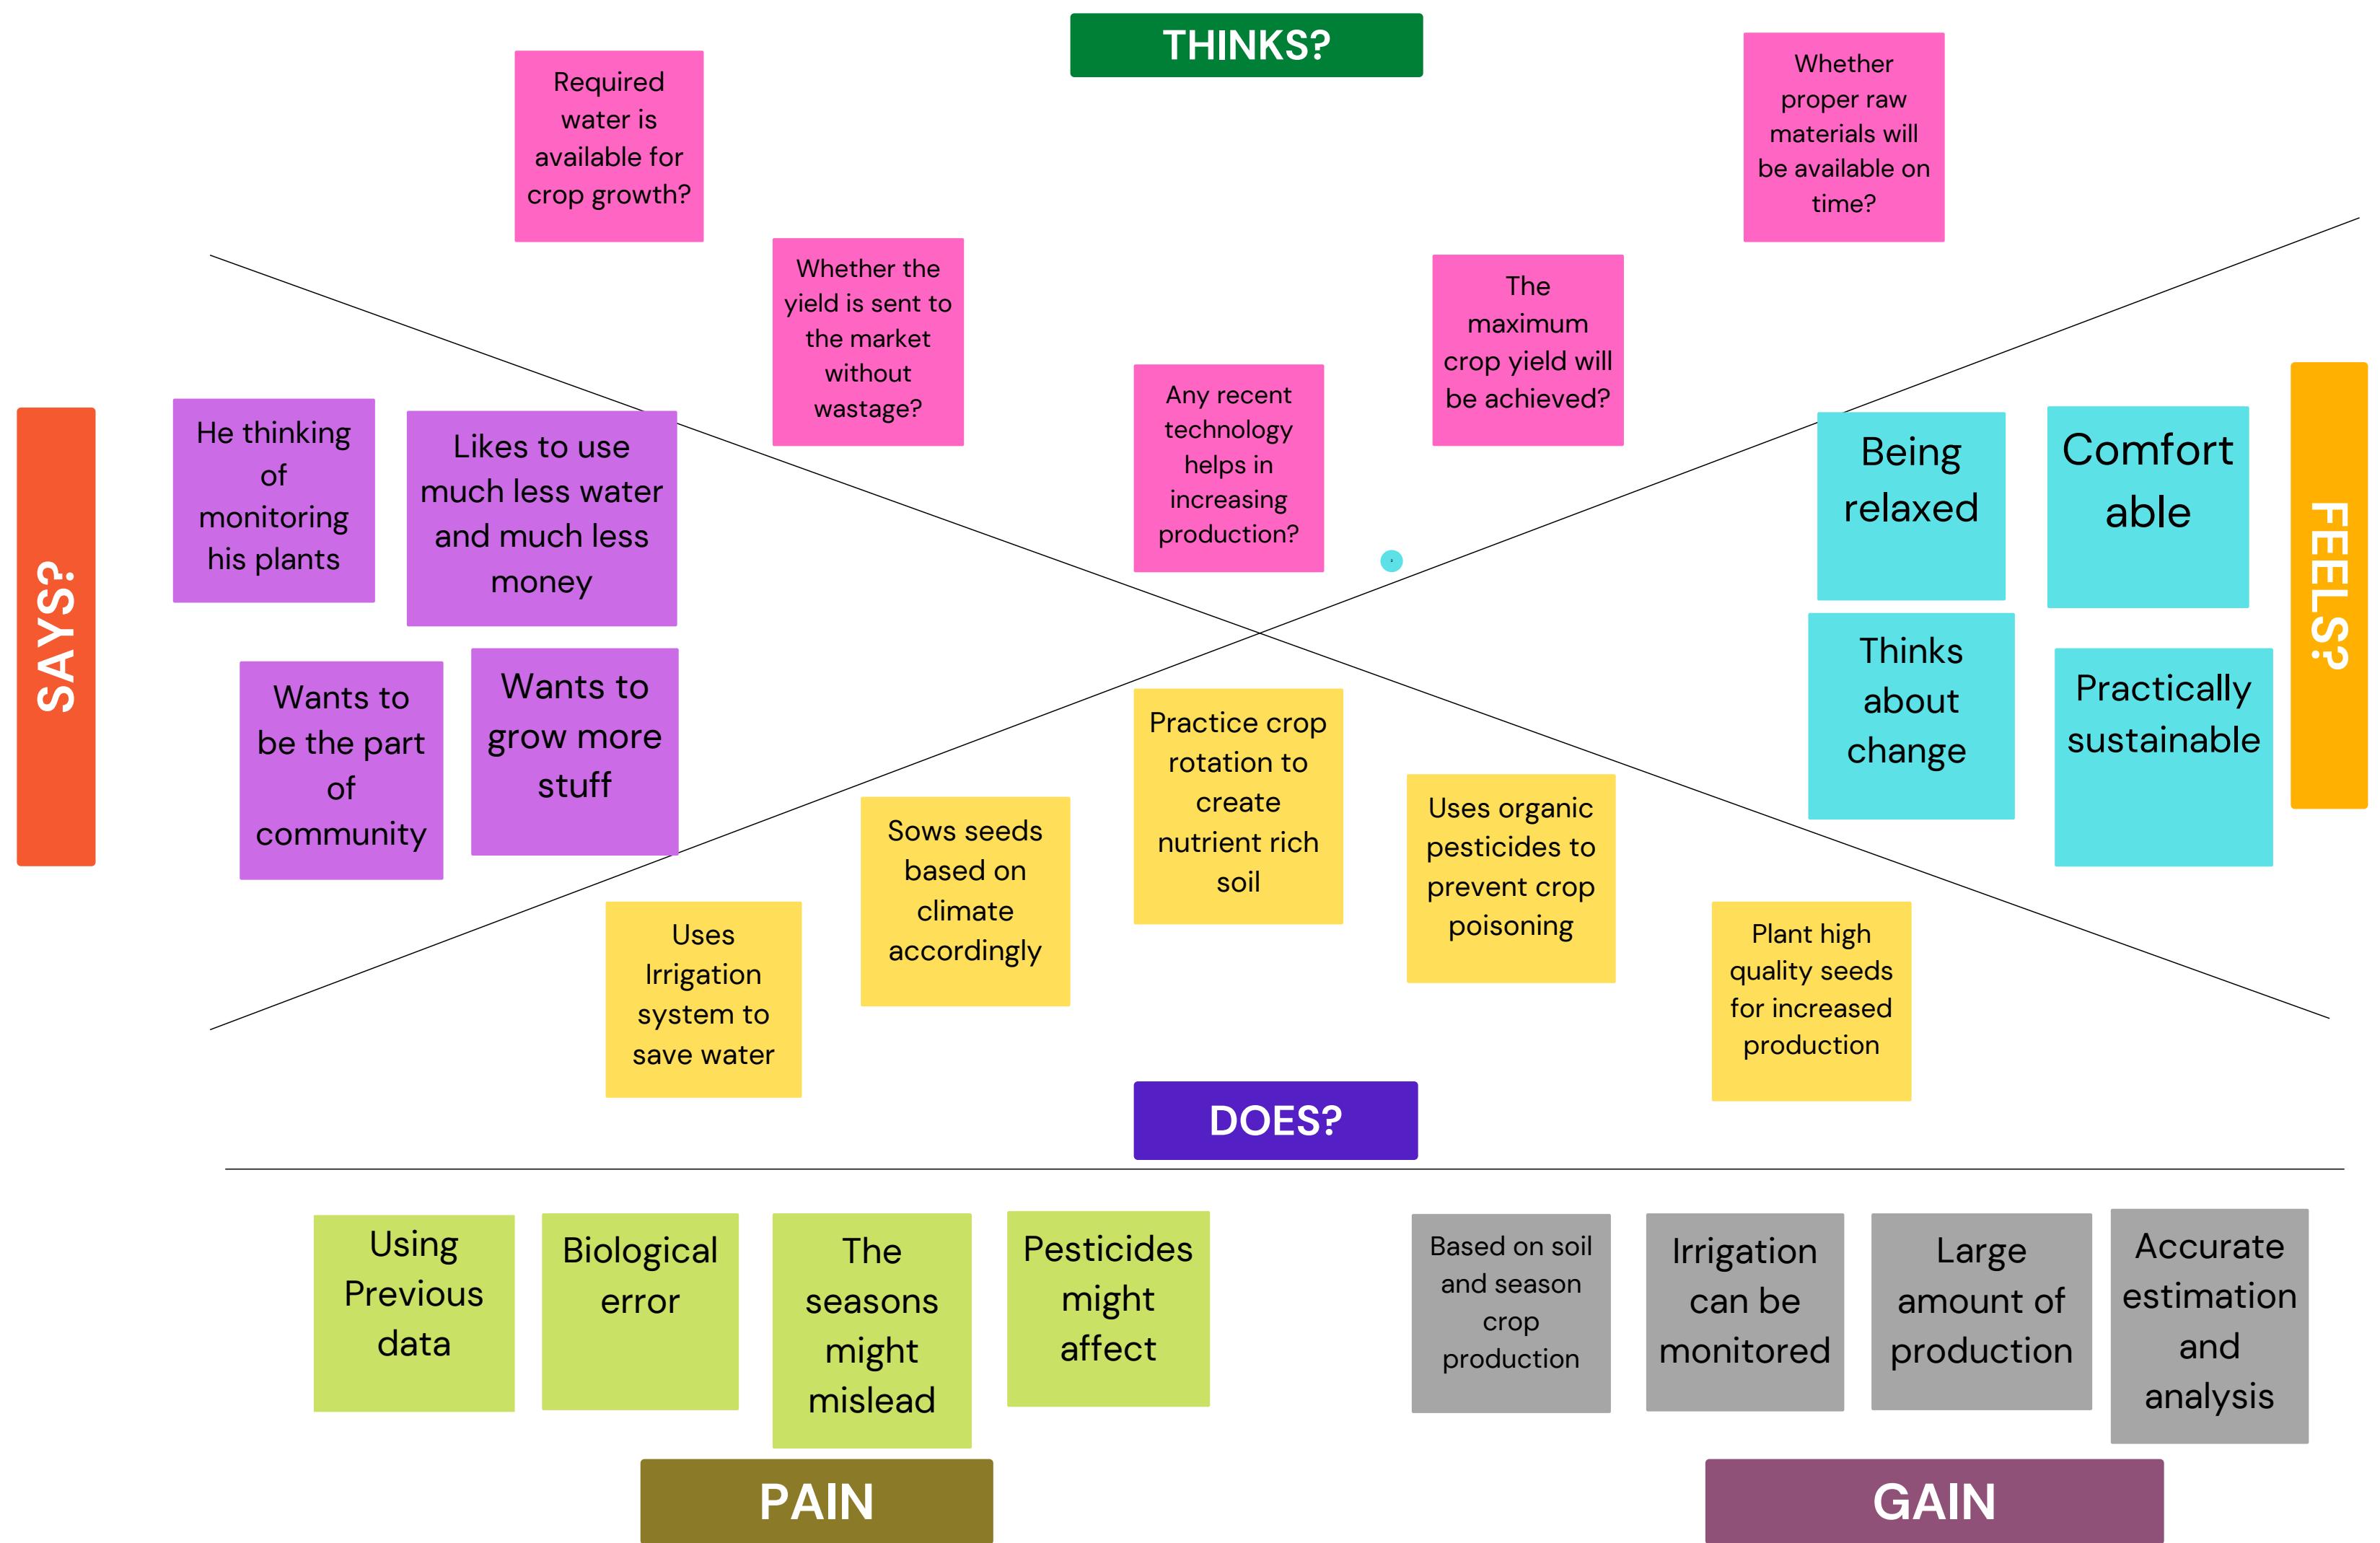 THINKS?
Required
water is
available for
crop growth?
Whether the
yield is sent to
the market
without
wastage?
Any recent
technology
helps in
increasing
production?
The
maximum
crop yield will
be achieved?
Whether
proper raw
materials will
be available on
time?
SAYS?
He thinking
of
monitoring
his plants
Likes to use
much less water
and much less
money
Wants to
be the part
of
community
Wants to
grow more
stuff
FEELS?
Being
relaxed
Comfort
able
Thinks
about
change
Practically
sustainable
Uses
Irrigation
system to
save water
Sows seeds
based on
climate
accordingly
Practice crop
rotation to
create
nutrient rich
soil
Uses organic
pesticides to
prevent crop
poisoning
Plant high
quality seeds
for increased
production
DOES?
Using
Previous
data
Biological
error
The
seasons
might
mislead
Pesticides
might
affect
PAIN
Based on soil
and season
crop
production
Irrigation
can be
monitored
Large
amount of
production
Accurate
estimation
and
analysis
GAIN